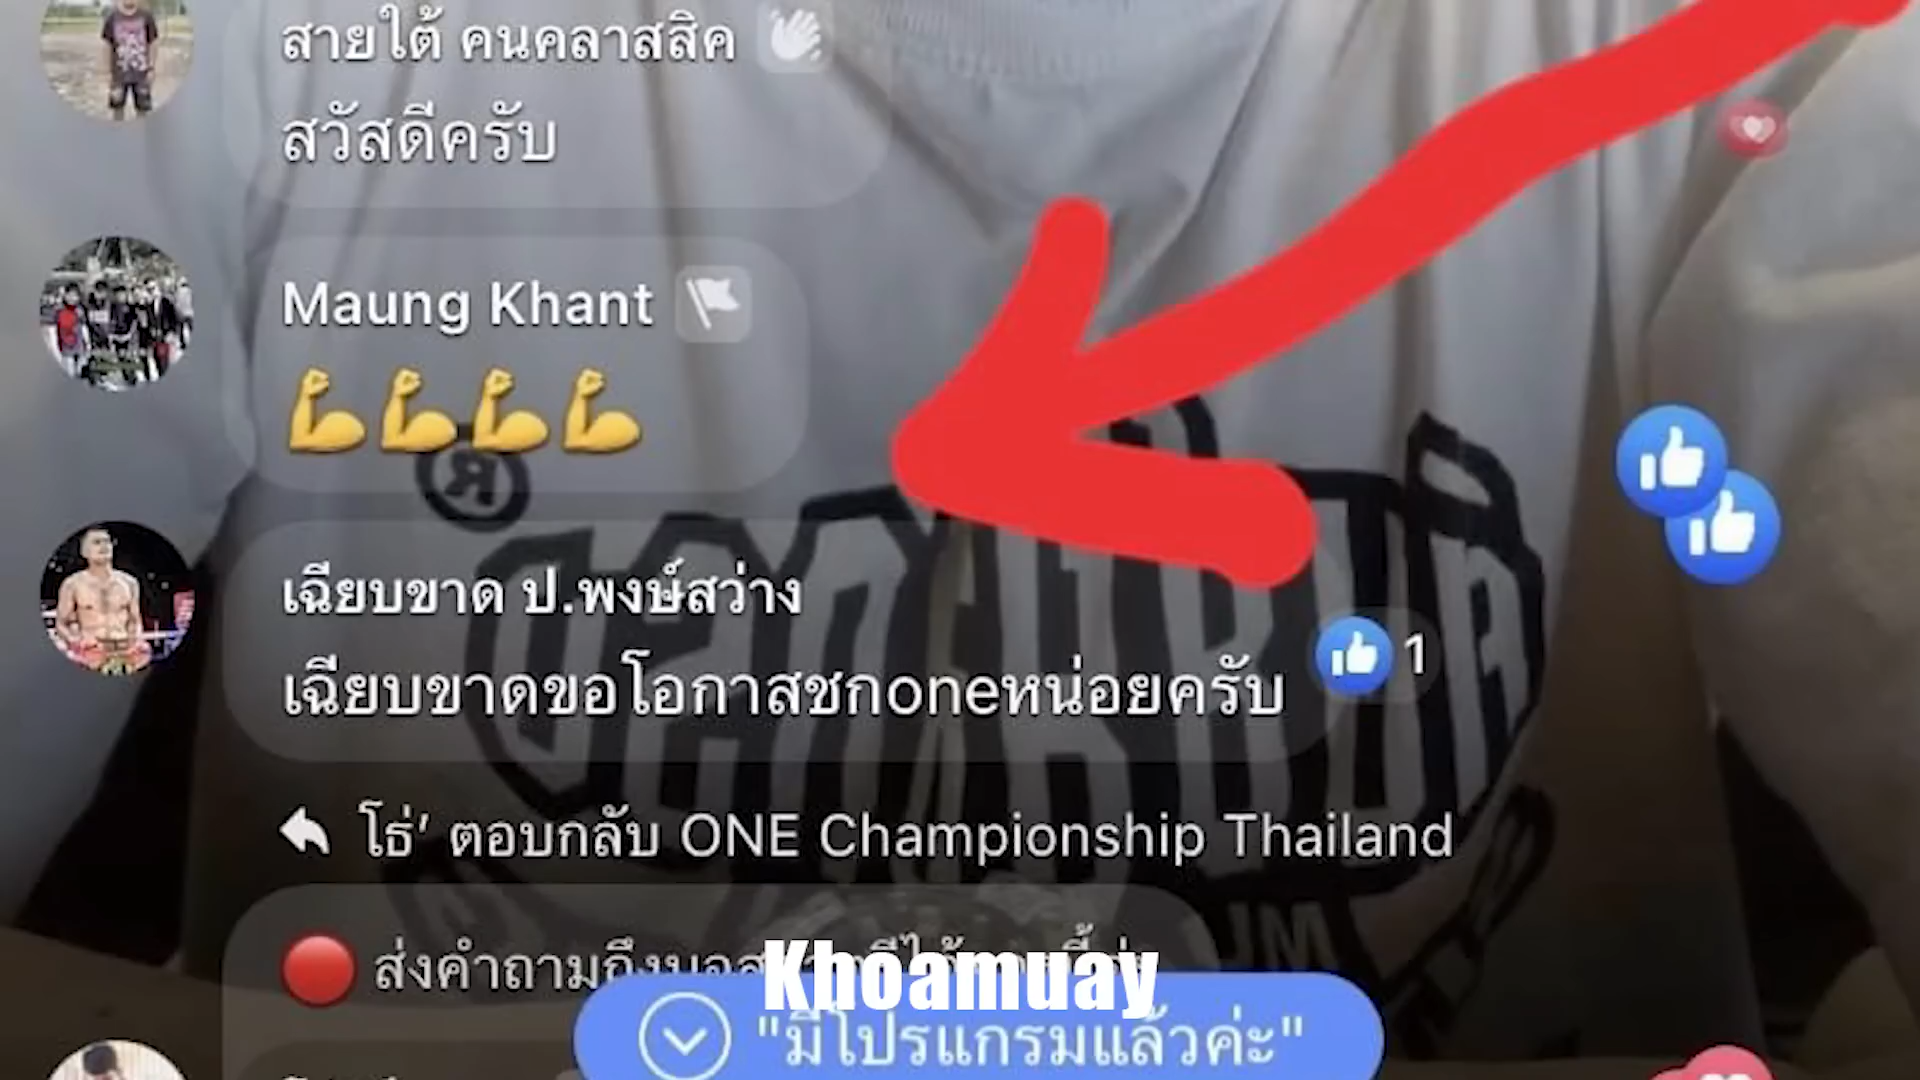 สายใต้ คนคลาสสิค
สวัสดีครับ
Maung Khant
💪💪💪💪
เฉียบขาด ป.พงษ์สว่าง
เฉียบขาดขอโอกาสชกoneหน่อยครับ
1
โธ่' ตอบกลับ ONE Championship Thailand
ส่งคำถามถึงบอส
Khoamuay
"มีโปรแกรมแล้วค่ะ"